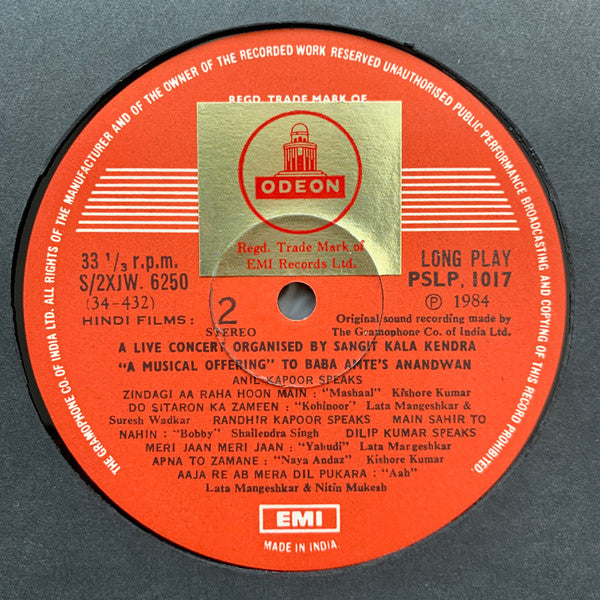 THE GRAMOPHONE CO. OF INDIA LTD. ALL RIGHTS OF THE MANUFACTURER AND OF THE OWNER OF THE RECORDED WORK RESERVED UNAUTHORISED PUBLIC PERFORMANCE BROADCASTING AND COPYING OF THIS RECORD PROHIBITED.
REGD. TRADE MARK OF
ODEON
Regd. Trade Mark of
EMI Records Ltd.
33 1/3 r.p.m.
S/2XJW. 6250
(34-432)
HINDI FILMS:
2
STEREO
LONG PLAY
PSLP. 1017
Ⓟ 1984
Original sound recording made by
The Gramophone Co. of India Ltd.
A LIVE CONCERT ORGANISED BY SANGIT KALA KENDRA
"A MUSICAL OFFERING" TO BABA AMTE'S ANANDWAN
ANIL KAPOOR SPEAKS
ZINDAGI AA RAHA HOON MAIN : "Mashaal" Kishore Kumar
DO SITARON KA ZAMEEN : "Kohinoor" Lata Mangeshkar &
Suresh Wadkar RANDHIR KAPOOR SPEAKS MAIN SAHIR TO
NAHIN : "Bobby" Shailendra Singh DILIP KUMAR SPEAKS
MERI JAAN MERI JAAN : "Yabudi" Lata Margeshkar
APNA TO ZAMANE : "Naya Andaz" Kishore Kumar
AAJA RE AB MERA DIL PUKARA : "Aah"
Lata Mangeshkar & Nitin Mukesh
EMI
MADE IN INDIA.